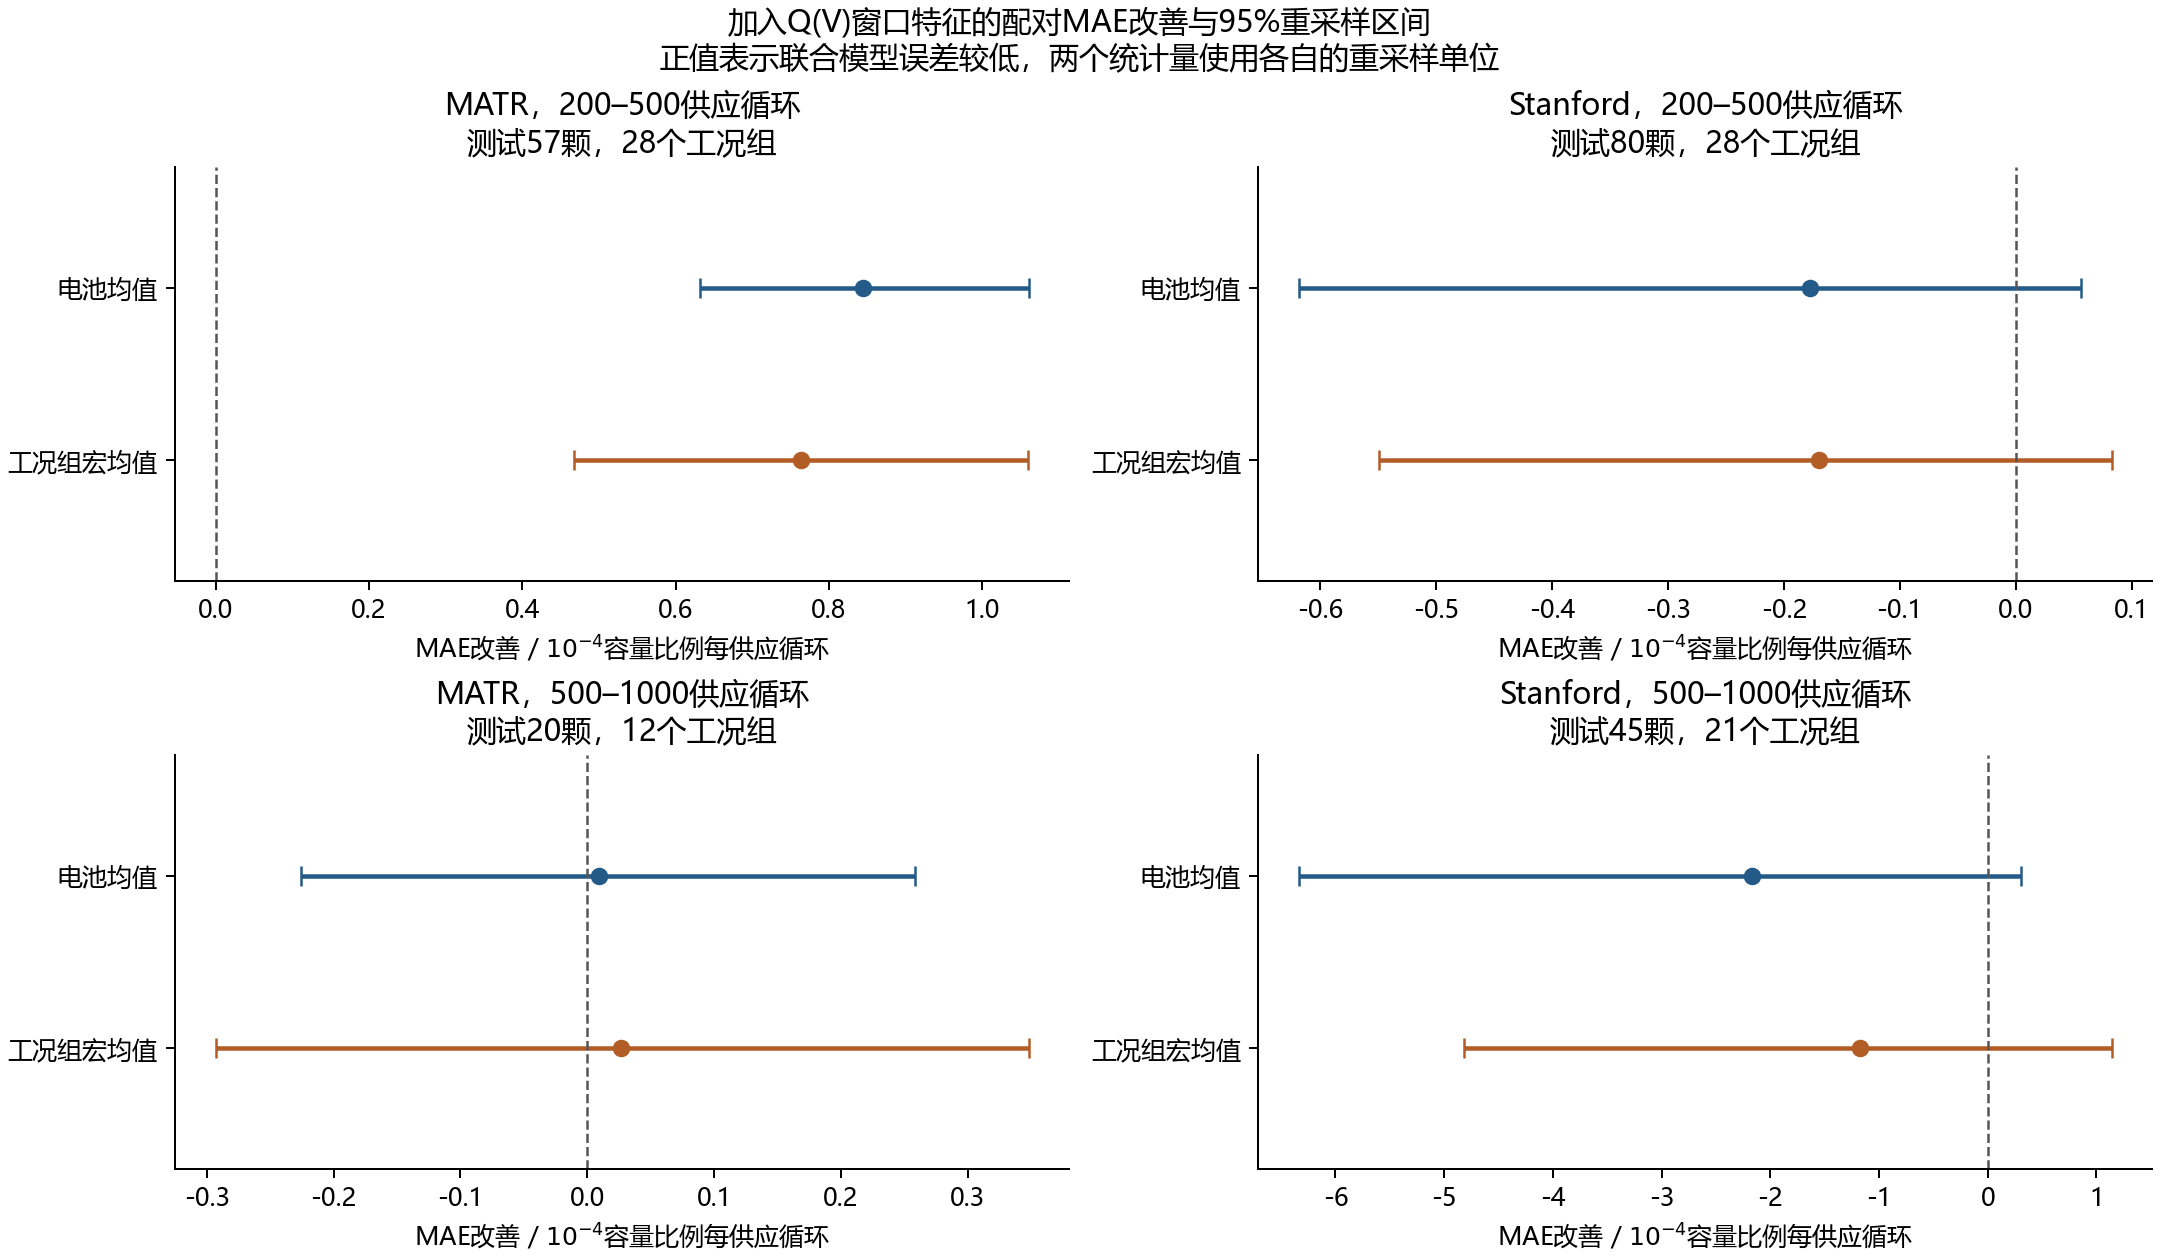 加入Q(V)窗口特征的配对MAE改善与95%重采样区间
正值表示联合模型误差较低，两个统计量使用各自的重采样单位
MATR，200–500供应循环
测试57颗，28个工况组
电池均值
工况组宏均值
0.0 0.2 0.4 0.6 0.8 1.0
MAE改善 / 10⁻⁴容量比例每供应循环
Stanford，200–500供应循环
测试80颗，28个工况组
电池均值
工况组宏均值
-0.6 -0.5 -0.4 -0.3 -0.2 -0.1 0.0 0.1
MAE改善 / 10⁻⁴容量比例每供应循环
MATR，500–1000供应循环
测试20颗，12个工况组
电池均值
工况组宏均值
-0.3 -0.2 -0.1 0.0 0.1 0.2 0.3
MAE改善 / 10⁻⁴容量比例每供应循环
Stanford，500–1000供应循环
测试45颗，21个工况组
电池均值
工况组宏均值
-6 -5 -4 -3 -2 -1 0 1
MAE改善 / 10⁻⁴容量比例每供应循环